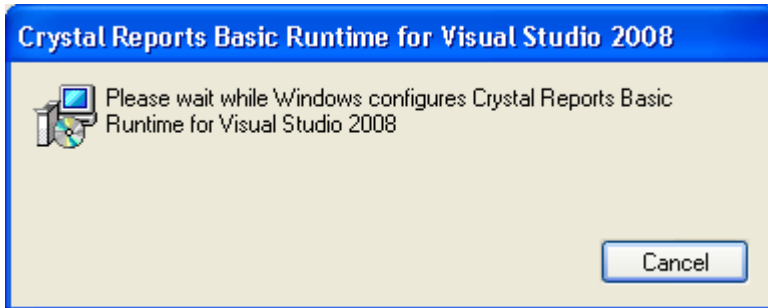 Crystal Reports Basic Runtime for Visual Studio 2008
Please wait while Windows configures Crystal Reports Basic
Runtime for Visual Studio 2008
Cancel